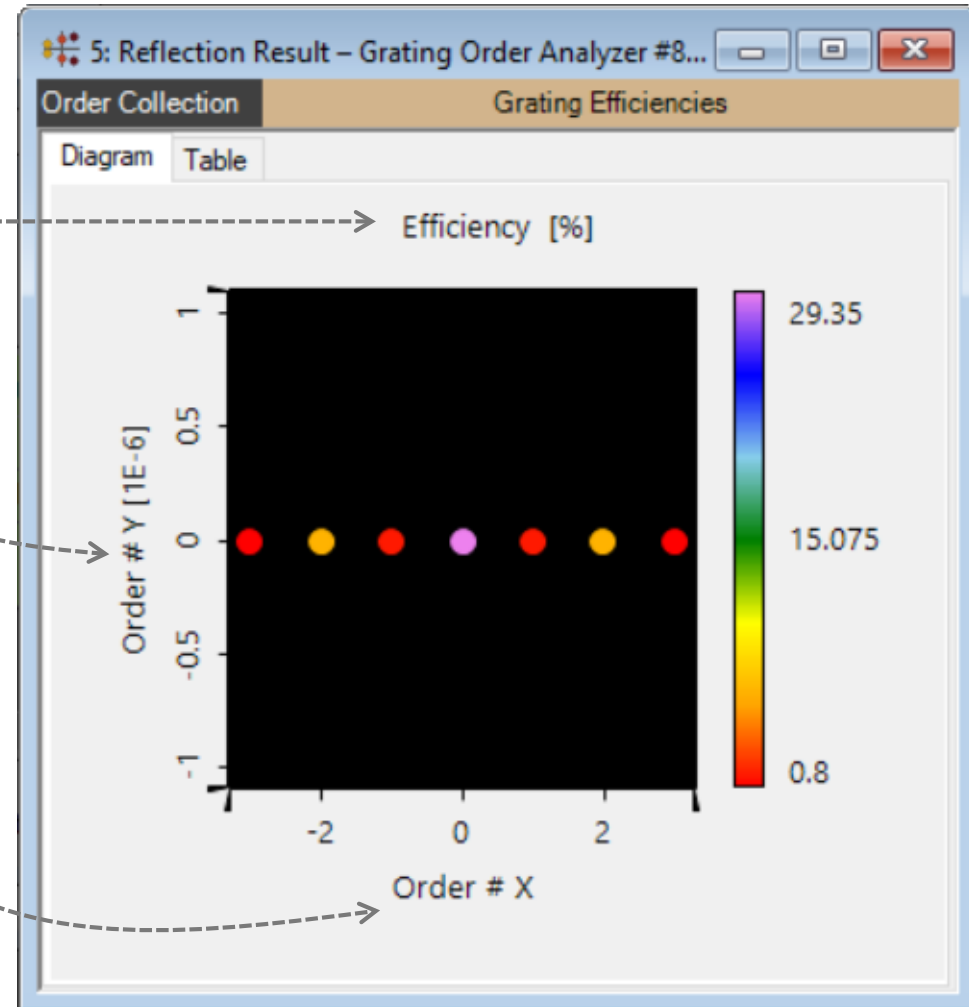 5: Reflection Result – Grating Order Analyzer #8...
Order Collection Grating Efficiencies
Diagram Table
Efficiency [%]
1
0.5
0
-0.5
-1
Order # Y [1E-6]
29.35
15.075
0.8
-2 0 2
Order # X